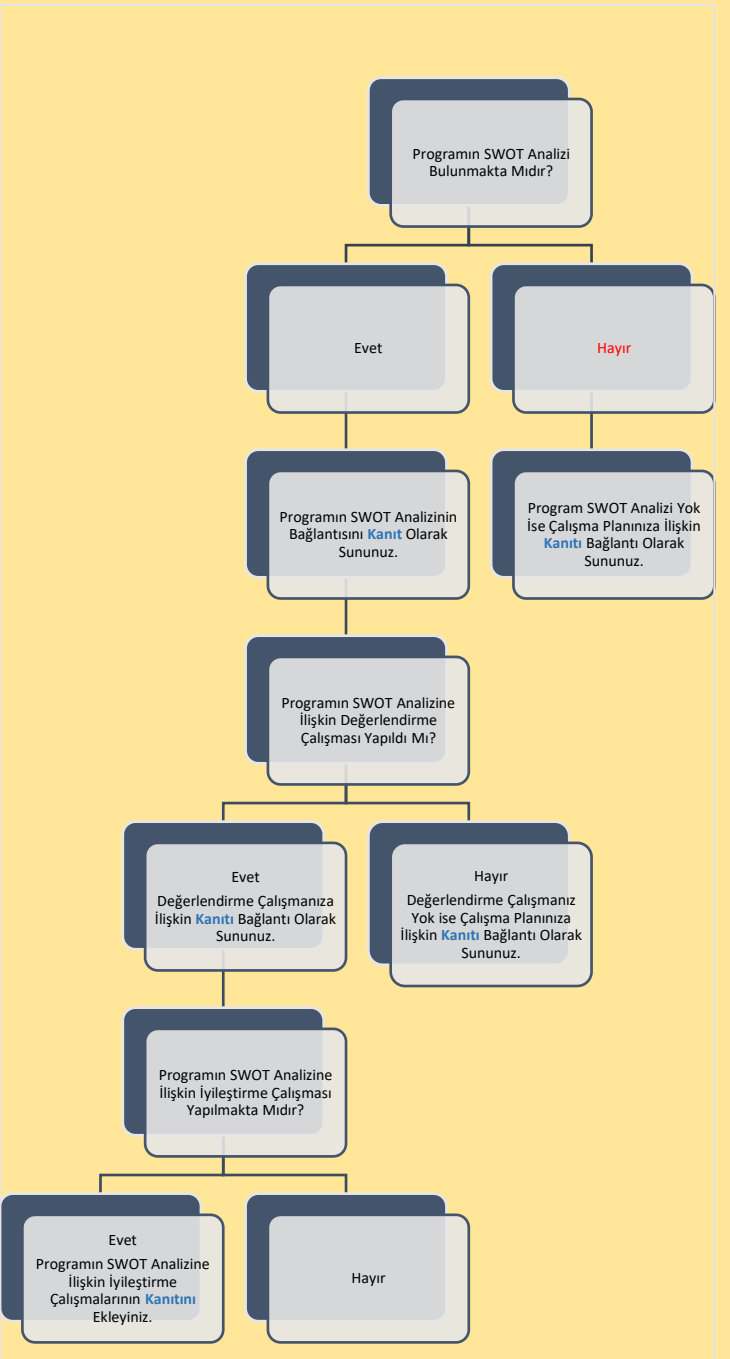 Programın SWOT Analizi
Bulunmakta Mıdır?
Evet
Hayır
Programın SWOT Analizinin
Bağlantısını Kanıt Olarak
Sununuz.
Program SWOT Analizi Yok
İse Çalışma Planınıza İlişkin
Kanıtı Bağlantı Olarak
Sununuz.
Programın SWOT Analizine
İlişkin Değerlendirme
Çalışması Yapıldı Mı?
Evet
Değerlendirme Çalışmanıza
İlişkin Kanıtı Bağlantı Olarak
Sununuz.
Hayır
Değerlendirme Çalışmanız
Yok ise Çalışma Planınıza
İlişkin Kanıtı Bağlantı Olarak
Sununuz.
Programın SWOT Analizine
İlişkin İyileştirme Çalışması
Yapılmakta Mıdır?
Evet
Programın SWOT Analizine
İlişkin İyileştirme
Çalışmalarının Kanıtını
Ekleyiniz.
Hayır